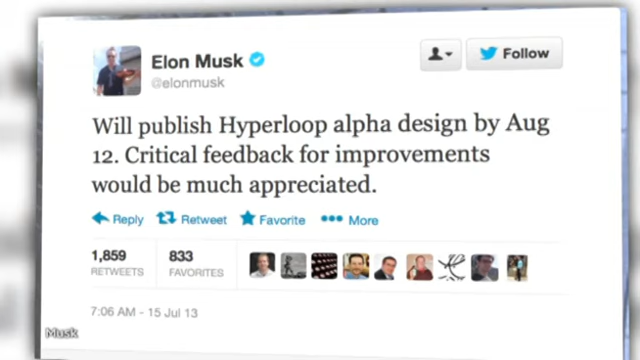 Elon Musk
@elonmusk
Follow
Will publish Hyperloop alpha design by Aug
12. Critical feedback for improvements
would be much appreciated.
Reply Retweet Favorite More
1,859 833
RETWEETS FAVORITES
7:06 AM - 15 Jul 13
Musk